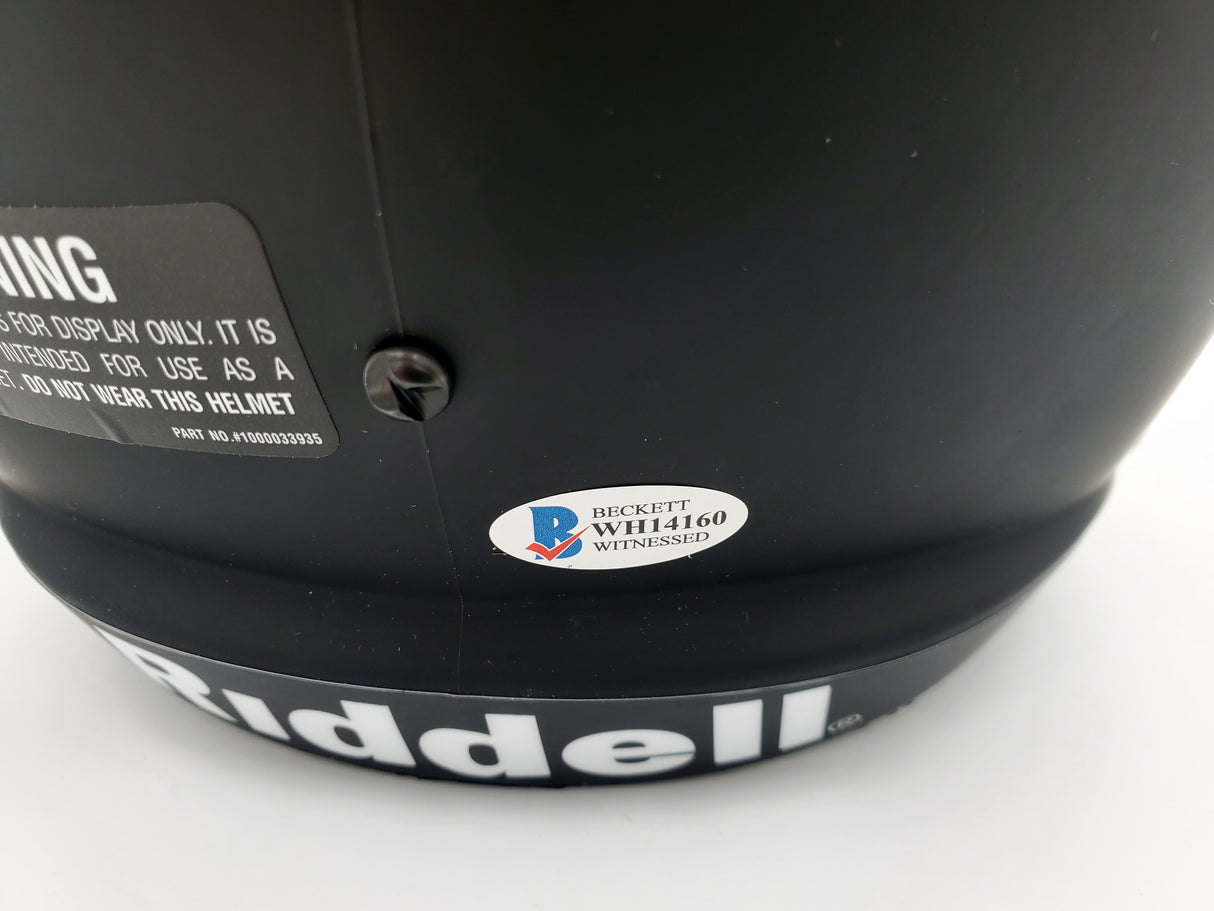 NING
FOR DISPLAY ONLY. IT IS
INTENDED FOR USE AS A
ET. DO NOT WEAR THIS HELMET
PART NO.#1000033935
BECKETT
WH14160
WITNESSED
Riddell